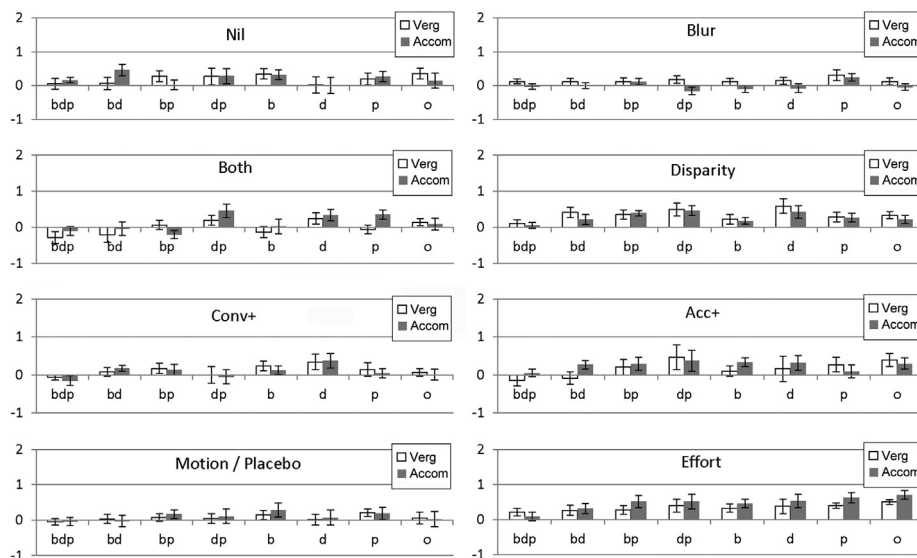 Nil
2
1
0
-1
Verg
Accom
bdp bd bp dp b d p o
Blur
2
1
0
-1
Verg
Accom
bdp bd bp dp b d p o
Both
2
1
0
-1
Verg
Accom
bdp bd bp dp b d p o
Disparity
2
1
0
-1
Verg
Accom
bdp bd bp dp b d p o
Conv+
2
1
0
-1
Verg
Accom
bdp bd bp dp b d p o
Acc+
2
1
0
-1
Verg
Accom
bdp bd bp dp b d p o
Motion / Placebo
2
1
0
-1
Verg
Accom
bdp bd bp dp b d p o
Effort
2
1
0
-1
Verg
Accom
bdp bd bp dp b d p o